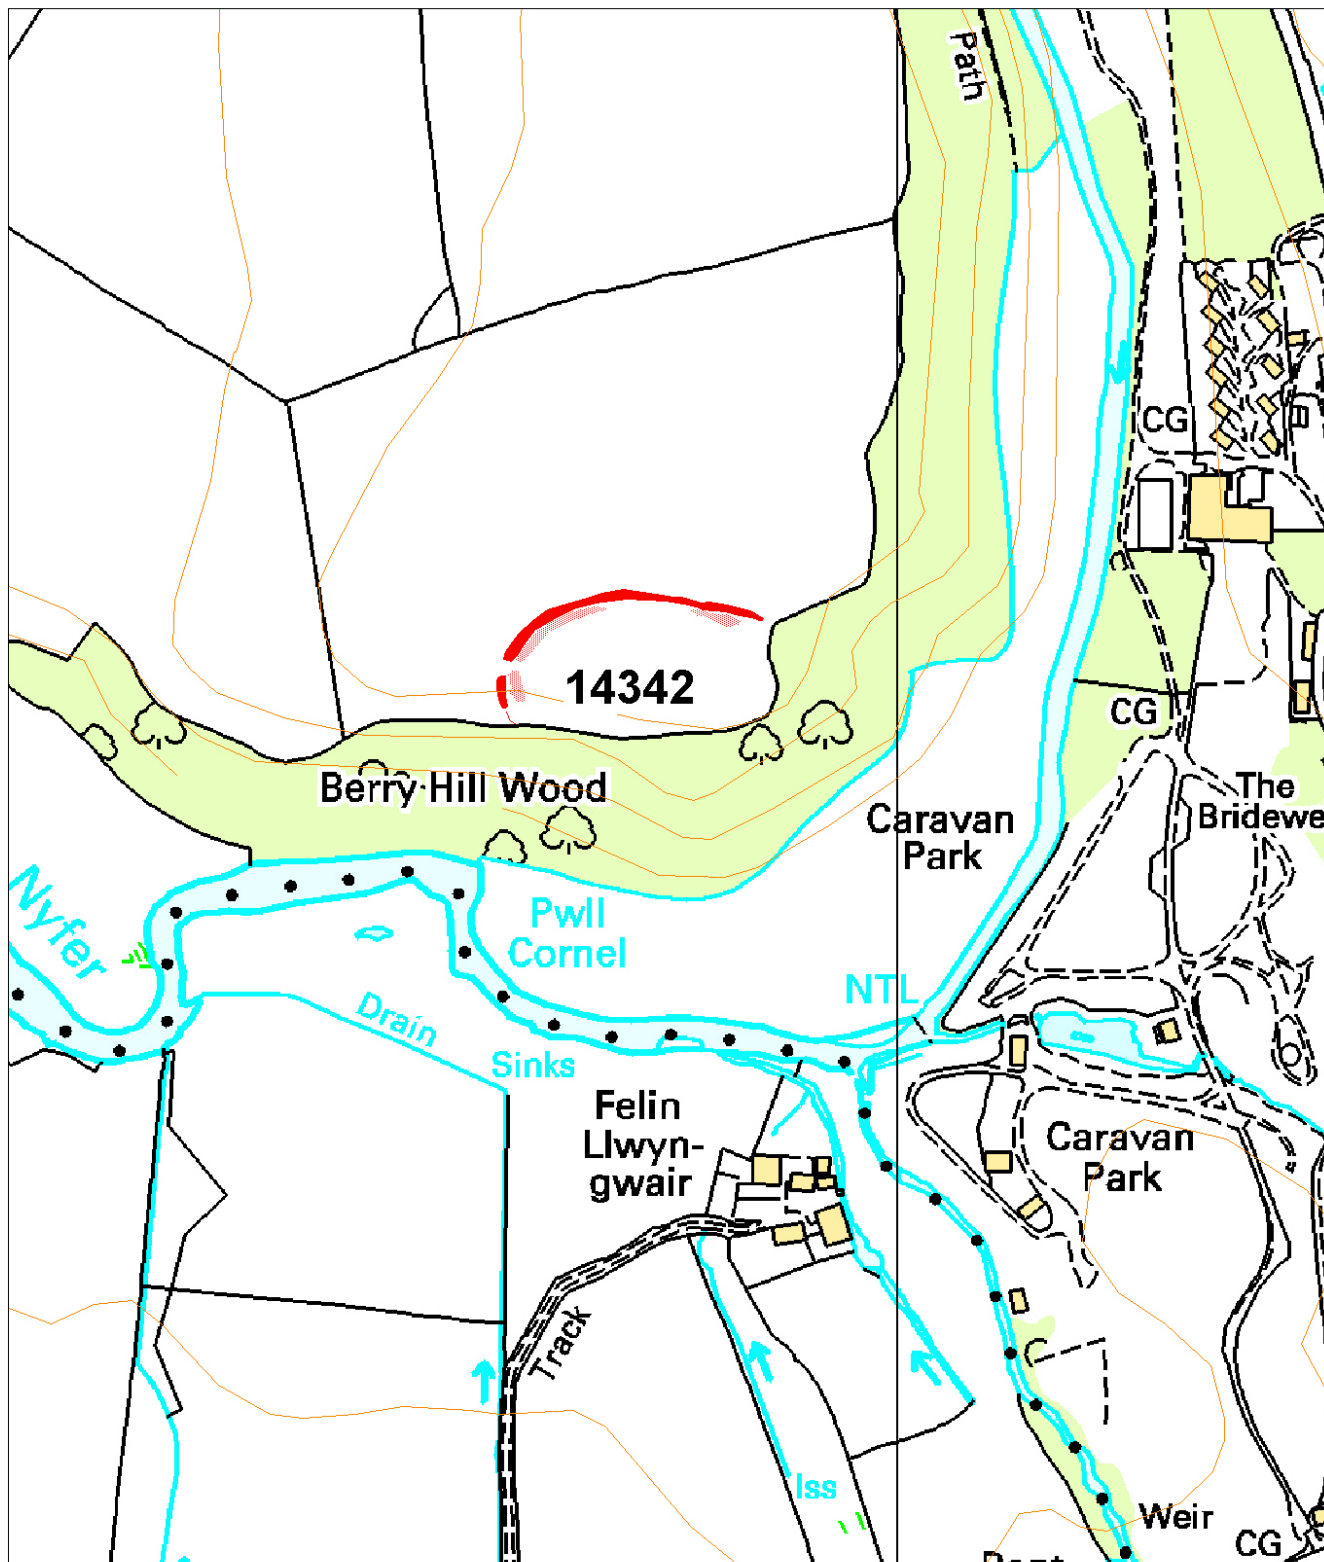 Path
CG
14342
CG
Berry Hill Wood
The
Bridewe
Caravan
Park
Nyfer
Pwll
Cornel
NTL
Drain
Sinks
Felin
Llwyn-
gwair
Caravan
Park
Track
Iss
Weir
CG